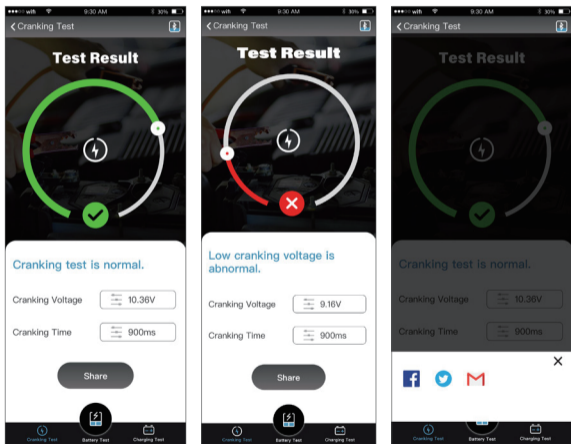 ●●●○○ wifi 9:30 AM 30%
Cranking Test
Test Result
Cranking test is normal.
Cranking Voltage 10.36V
Cranking Time 900ms
Share
Cranking Test Battery Test Charging Test
●●●○○ wifi 9:30 AM 30%
Cranking Test
Test Result
Low cranking voltage is
abnormal.
Cranking Voltage 9.16V
Cranking Time 900ms
Share
Cranking Test Battery Test Charging Test
●●●○○ wifi 9:30 AM 30%
Cranking Test
Test Result
Cranking test is normal.
Cranking Voltage 10.36V
Cranking Time 900ms
Cranking Test Battery Test Charging Test